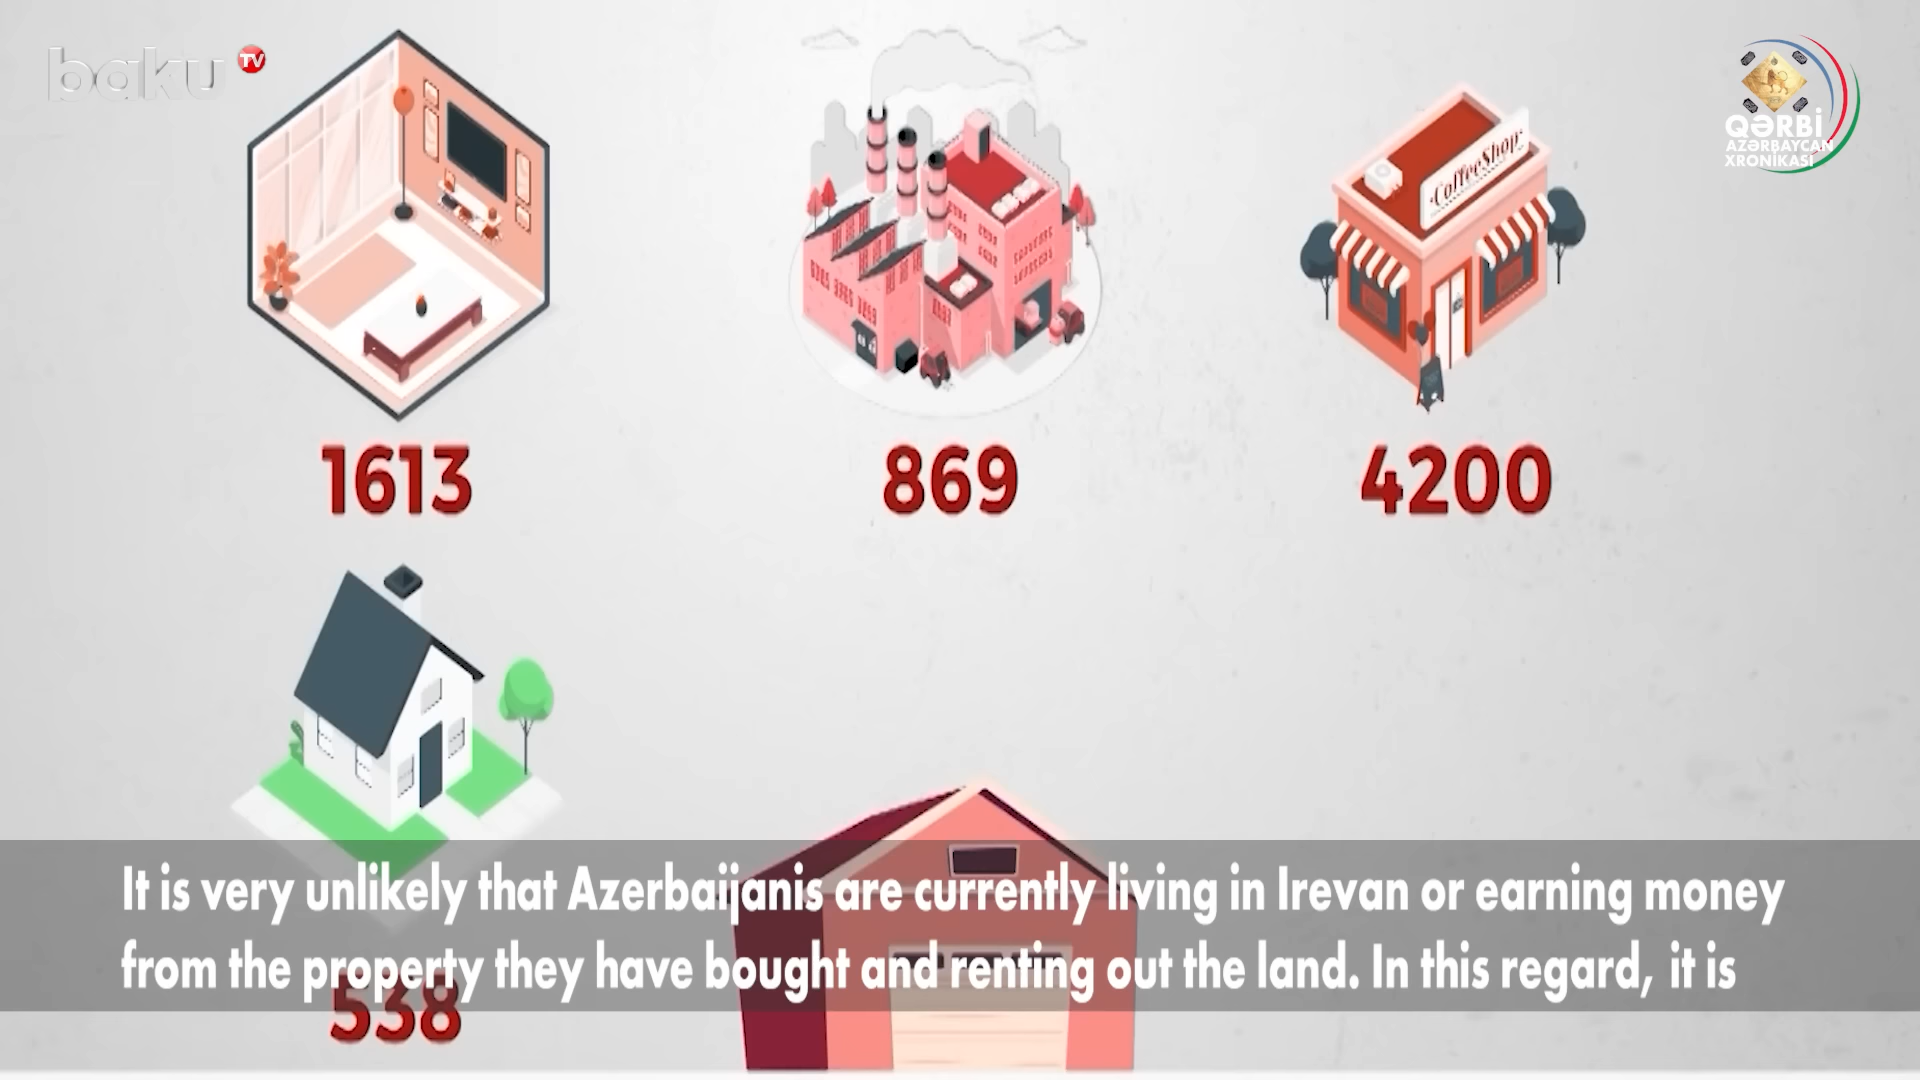 baku TV
QƏRBİ
AZƏRBAYCAN
XRONİKASI
CoffeeShop
1613
869
4200
538
It is very unlikely that Azerbaijanis are currently living in Irevan or earning money
from the property they have bought and renting out the land. In this regard, it is